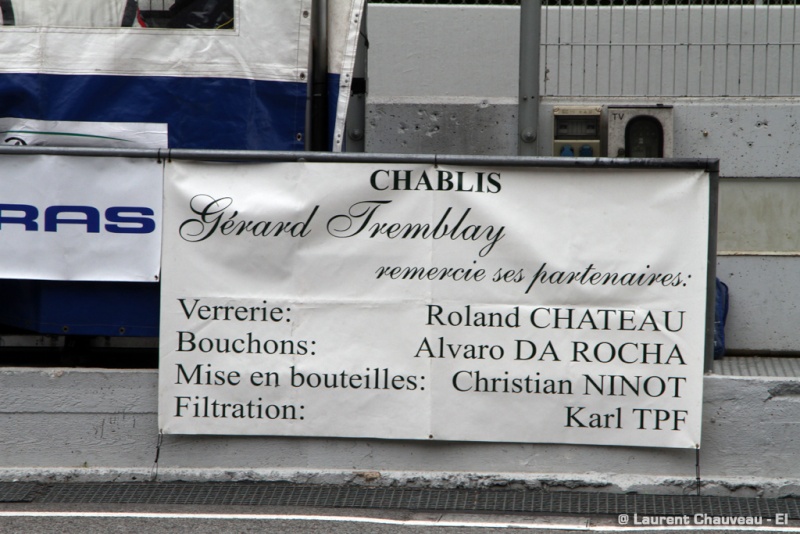 CHABLIS
Gérard Tremblay
remercie ses partenaires:
Verrerie: Roland CHATEAU
Bouchons: Alvaro DA ROCHA
Mise en bouteilles: Christian NINOT
Filtration: Karl TPF
RAS
TV
@ Laurent Chauveau - EI